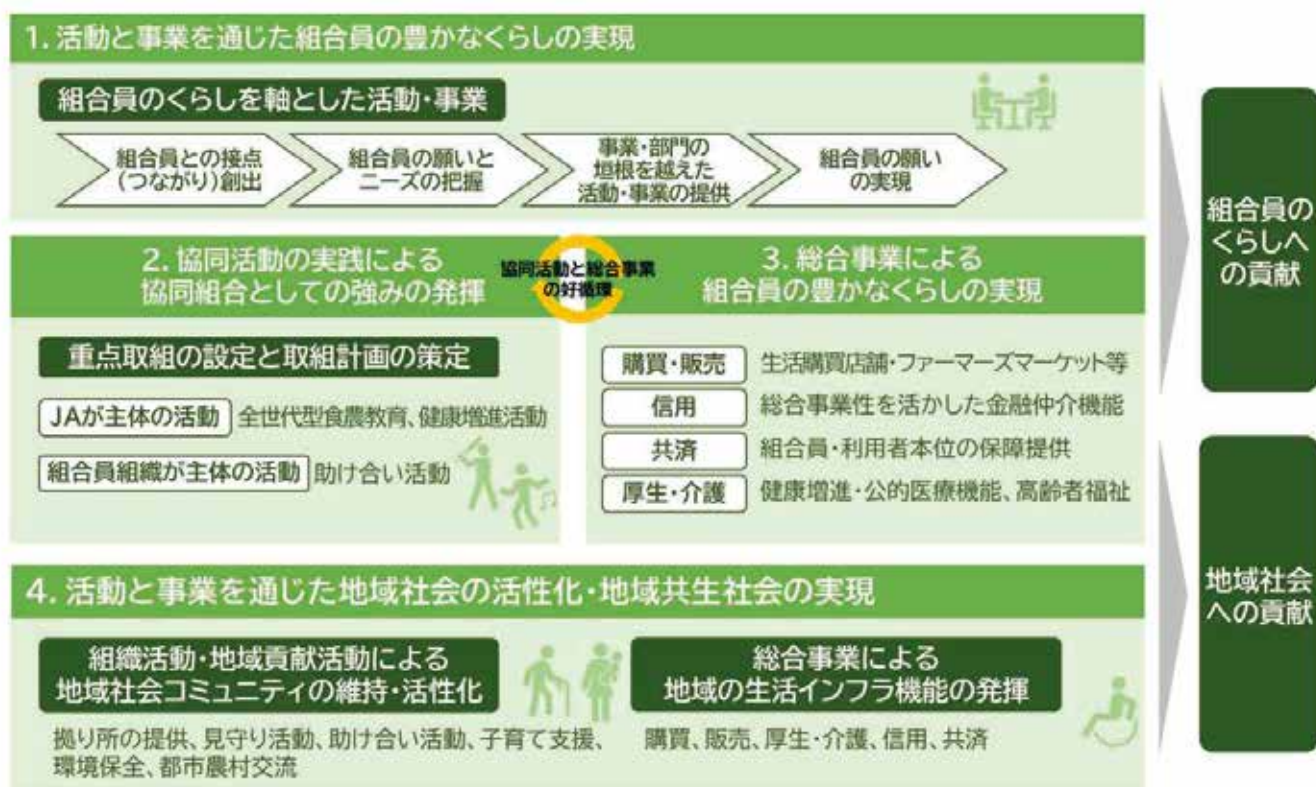 1. 活動と事業を通じた組合員の豊かなくらしの実現
組合員のくらしを軸とした活動・事業
組合員との接点
(つながり)創出
組合員の願いと
ニーズの把握
事業・部門の
垣根を越えた
活動・事業の提供
組合員の願い
の実現
2. 協同活動の実践による
協同組合としての強みの発揮
協同活動と総合事業
の好循環
3. 総合事業による
組合員の豊かなくらしの実現
重点取組の設定と取組計画の策定
JAが主体の活動 全世代型食農教育、健康増進活動
組合員組織が主体の活動 助け合い活動
購買・販売 生活購買店舗・ファーマーズマーケット等
信用 総合事業性を活かした金融仲介機能
共済 組合員・利用者本位の保障提供
厚生・介護 健康増進・公的医療機能、高齢者福祉
4. 活動と事業を通じた地域社会の活性化・地域共生社会の実現
組織活動・地域貢献活動による
地域社会コミュニティの維持・活性化
拠り所の提供、見守り活動、助け合い活動、子育て支援、
環境保全、都市農村交流
総合事業による
地域の生活インフラ機能の発揮
購買、販売、厚生・介護、信用、共済
組合員の
くらしへ
の貢献
地域社会
への貢献